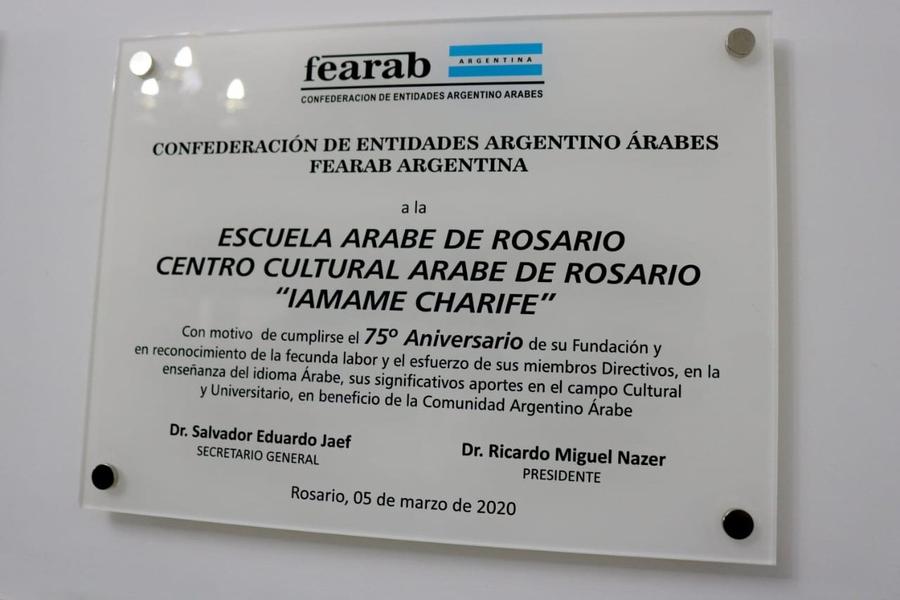 fearab
ARGENTINA
CONFEDERACION DE ENTIDADES ARGENTINO ARABES
CONFEDERACIÓN DE ENTIDADES ARGENTINO ÁRABES
FEARAB ARGENTINA
a la
ESCUELA ARABE DE ROSARIO
CENTRO CULTURAL ARABE DE ROSARIO
“IAMAME CHARIFE”
Con motivo de cumplirse el 75º Aniversario de su Fundación y
en reconocimiento de la fecunda labor y el esfuerzo de sus miembros Directivos, en la
enseñanza del idioma Árabe, sus significativos aportes en el campo Cultural
y Universitario, en beneficio de la Comunidad Argentino Árabe
Dr. Salvador Eduardo Jaef
SECRETARIO GENERAL
Dr. Ricardo Miguel Nazer
PRESIDENTE
Rosario, 05 de marzo de 2020